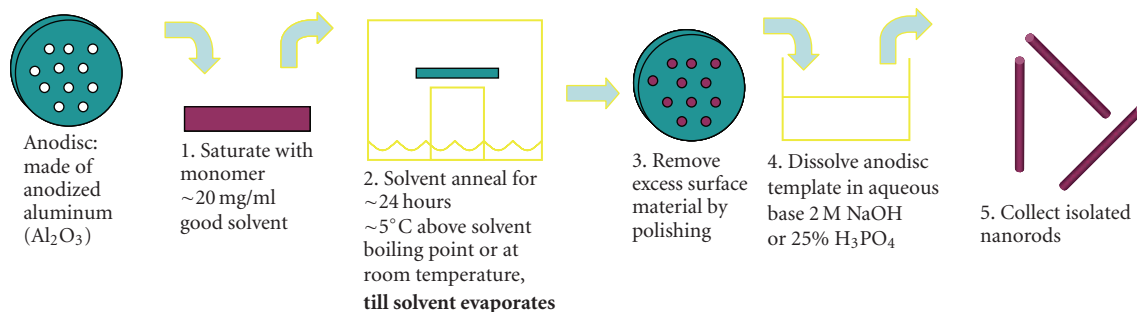 Anodisc:
made of
anodized
aluminum
(Al₂O₃)
1. Saturate with
monomer
∼20 mg/ml
good solvent
2. Solvent anneal for
∼24 hours
∼5°C above solvent
boiling point or at
room temperature,
till solvent evaporates
3. Remove
excess surface
material by
polishing
4. Dissolve anodisc
template in aqueous
base 2 M NaOH
or 25% H₃PO₄
5. Collect isolated
nanorods